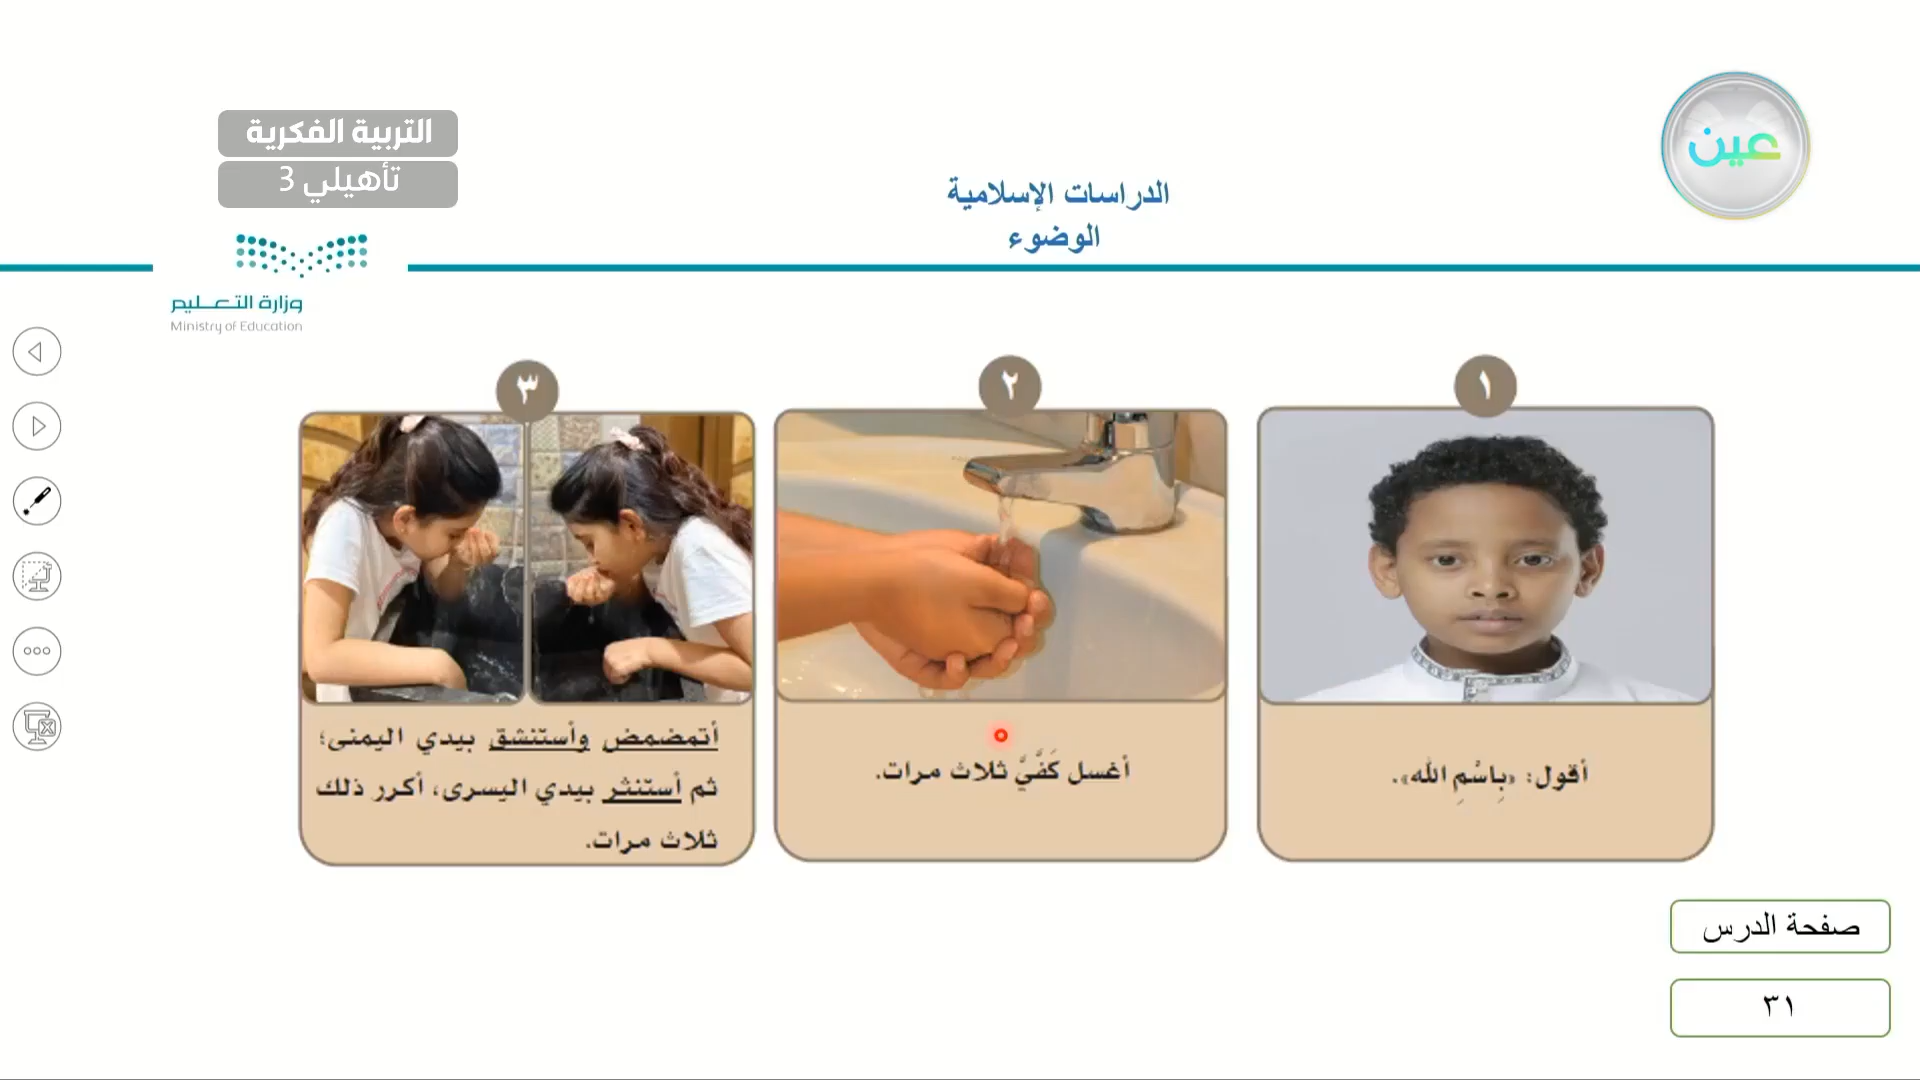 عين
التربية الفكرية
تأهيلي 3
الدراسات الإسلامية
الوضوء
وزارة التعليم
Ministry of Education
١
أقول: «بِاسْمِ الله».
٢
أغسل كَفَّيَّ ثلاث مرات.
٣
أتمضمض وأستنشق بيدي اليمنى؛
ثم أستنثر بيدي اليسرى، أكرر ذلك
ثلاث مرات.
صفحة الدرس
٣١